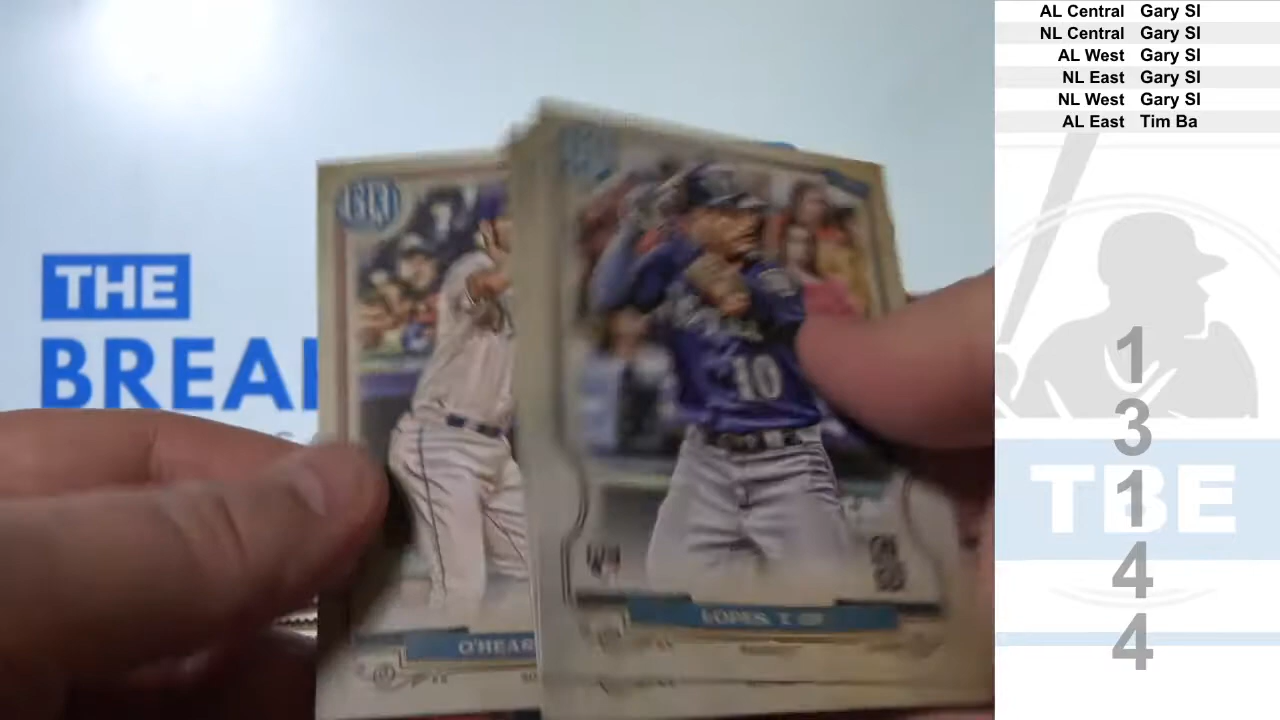 AL Central Gary Sl
NL Central Gary Sl
AL West Gary Sl
NL East Gary Sl
NL West Gary Sl
AL East Tim Ba
THE
BREA
10
LOPES, T
O'HEAR
1
3
1
4
4
TBE